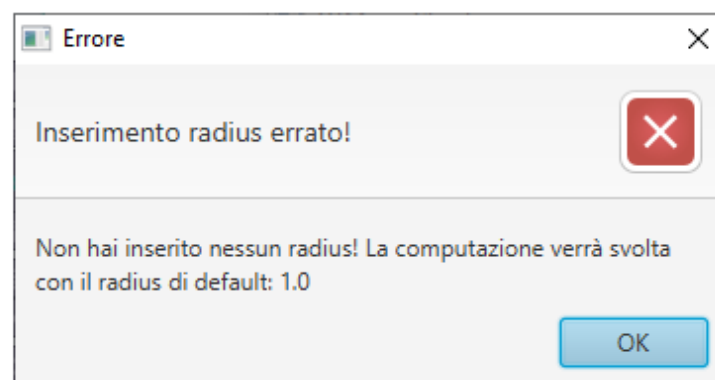 Errore
Inserimento radius errato!
Non hai inserito nessun radius! La computazione verrà svolta
con il radius di default: 1.0
OK